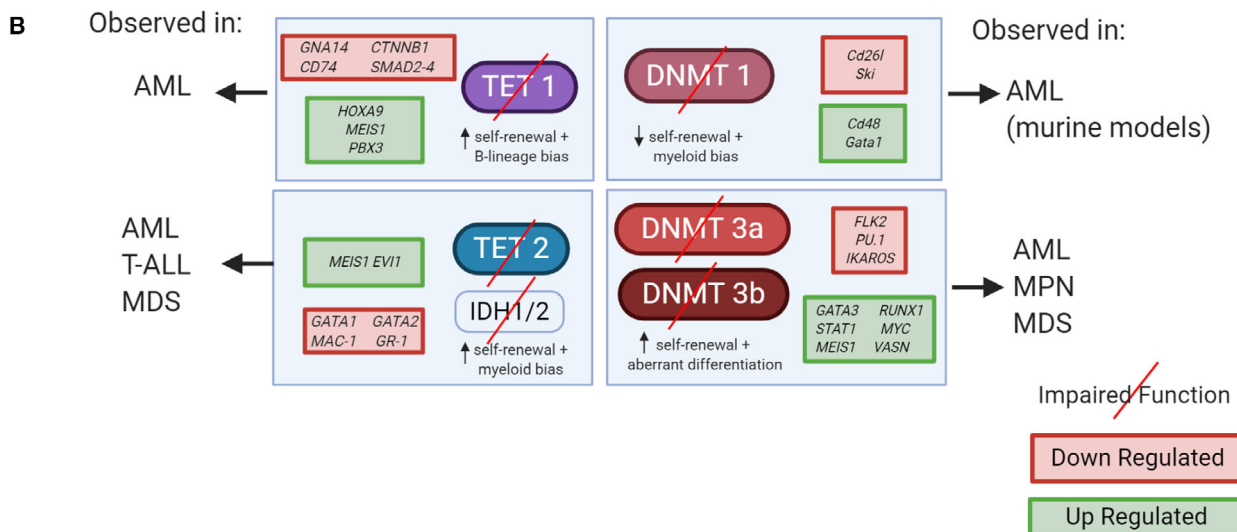 B
Observed in:
AML
GNA14 CTNNB1
CD74 SMAD2-4
HOXA9
MEIS1
PBX3
TET 1
↑ self-renewal +
B-lineage bias
DNMT 1
↓ self-renewal +
myeloid bias
Cd26l
Ski
Cd48
Gata1
Observed in:
AML
(murine models)
AML
T-ALL
MDS
MEIS1 EVI1
GATA1 GATA2
MAC-1 GR-1
TET 2
IDH1/2
↑ self-renewal +
myeloid bias
DNMT 3a
DNMT 3b
↑ self-renewal +
aberrant differentiation
FLK2
PU.1
IKAROS
GATA3 RUNX1
STAT1 MYC
MEIS1 VASN
AML
MPN
MDS
Impaired Function
Down Regulated
Up Regulated